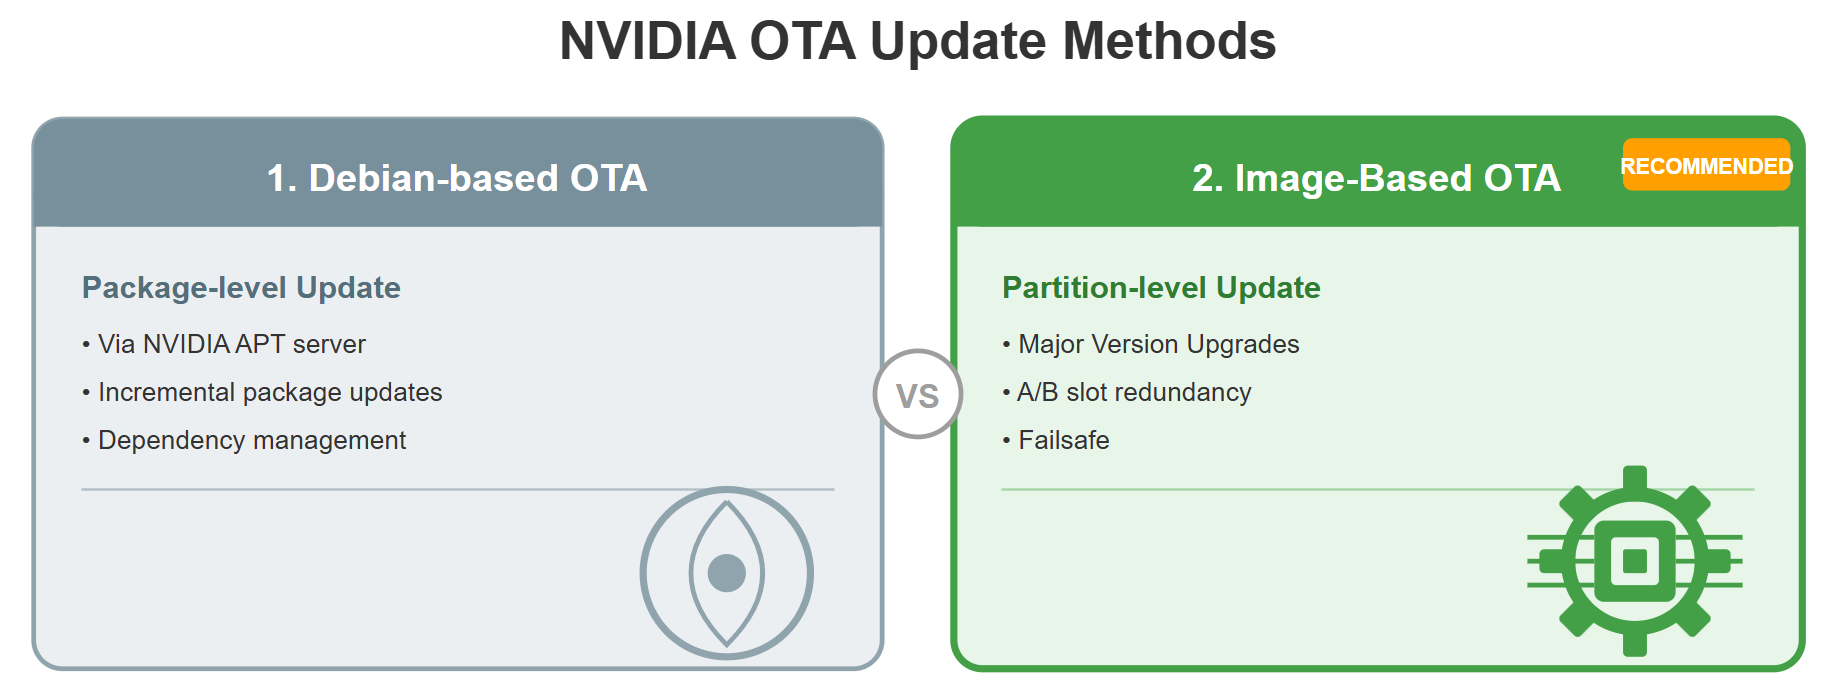 NVIDIA OTA Update Methods
1. Debian-based OTA
Package-level Update
• Via NVIDIA APT server
• Incremental package updates
• Dependency management
VS
2. Image-Based OTA
RECOMMENDED
Partition-level Update
• Major Version Upgrades
• A/B slot redundancy
• Failsafe